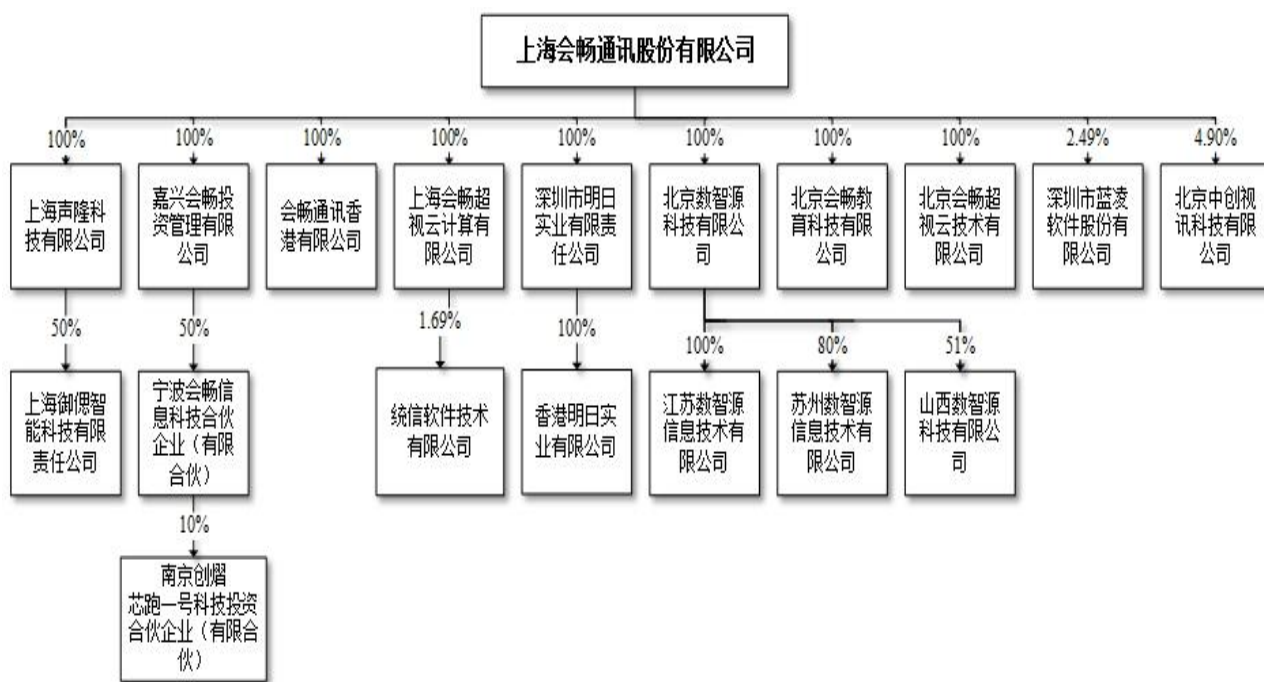 上海会畅通讯股份有限公司
100%
100%
100%
100%
100%
100%
100%
100%
2.49%
4.90%
上海声隆科
技有限公司
嘉兴会畅投
资管理有限
公司
会畅通讯香
港有限公司
上海会畅超
视云计算有
限公司
深圳市明日
实业有限责
任公司
北京数智源
科技有限公
司
北京会畅教
育科技有限
公司
北京会畅超
视云技术有
限公司
深圳市蓝凌
软件股份有
限公司
北京中创视
讯科技有限
公司
50%
50%
1.69%
100%
100%
80%
51%
上海御偲智
能科技有限
责任公司
宁波会畅信
息科技合伙
企业（有限
合伙）
统信软件技术
有限公司
香港明日实
业有限公司
江苏数智源
信息技术有
限公司
苏州数智源
信息技术有
限公司
山西数智源
科技有限公
司
10%
南京创熠
芯跑一号科技投资
合伙企业（有限合
伙）